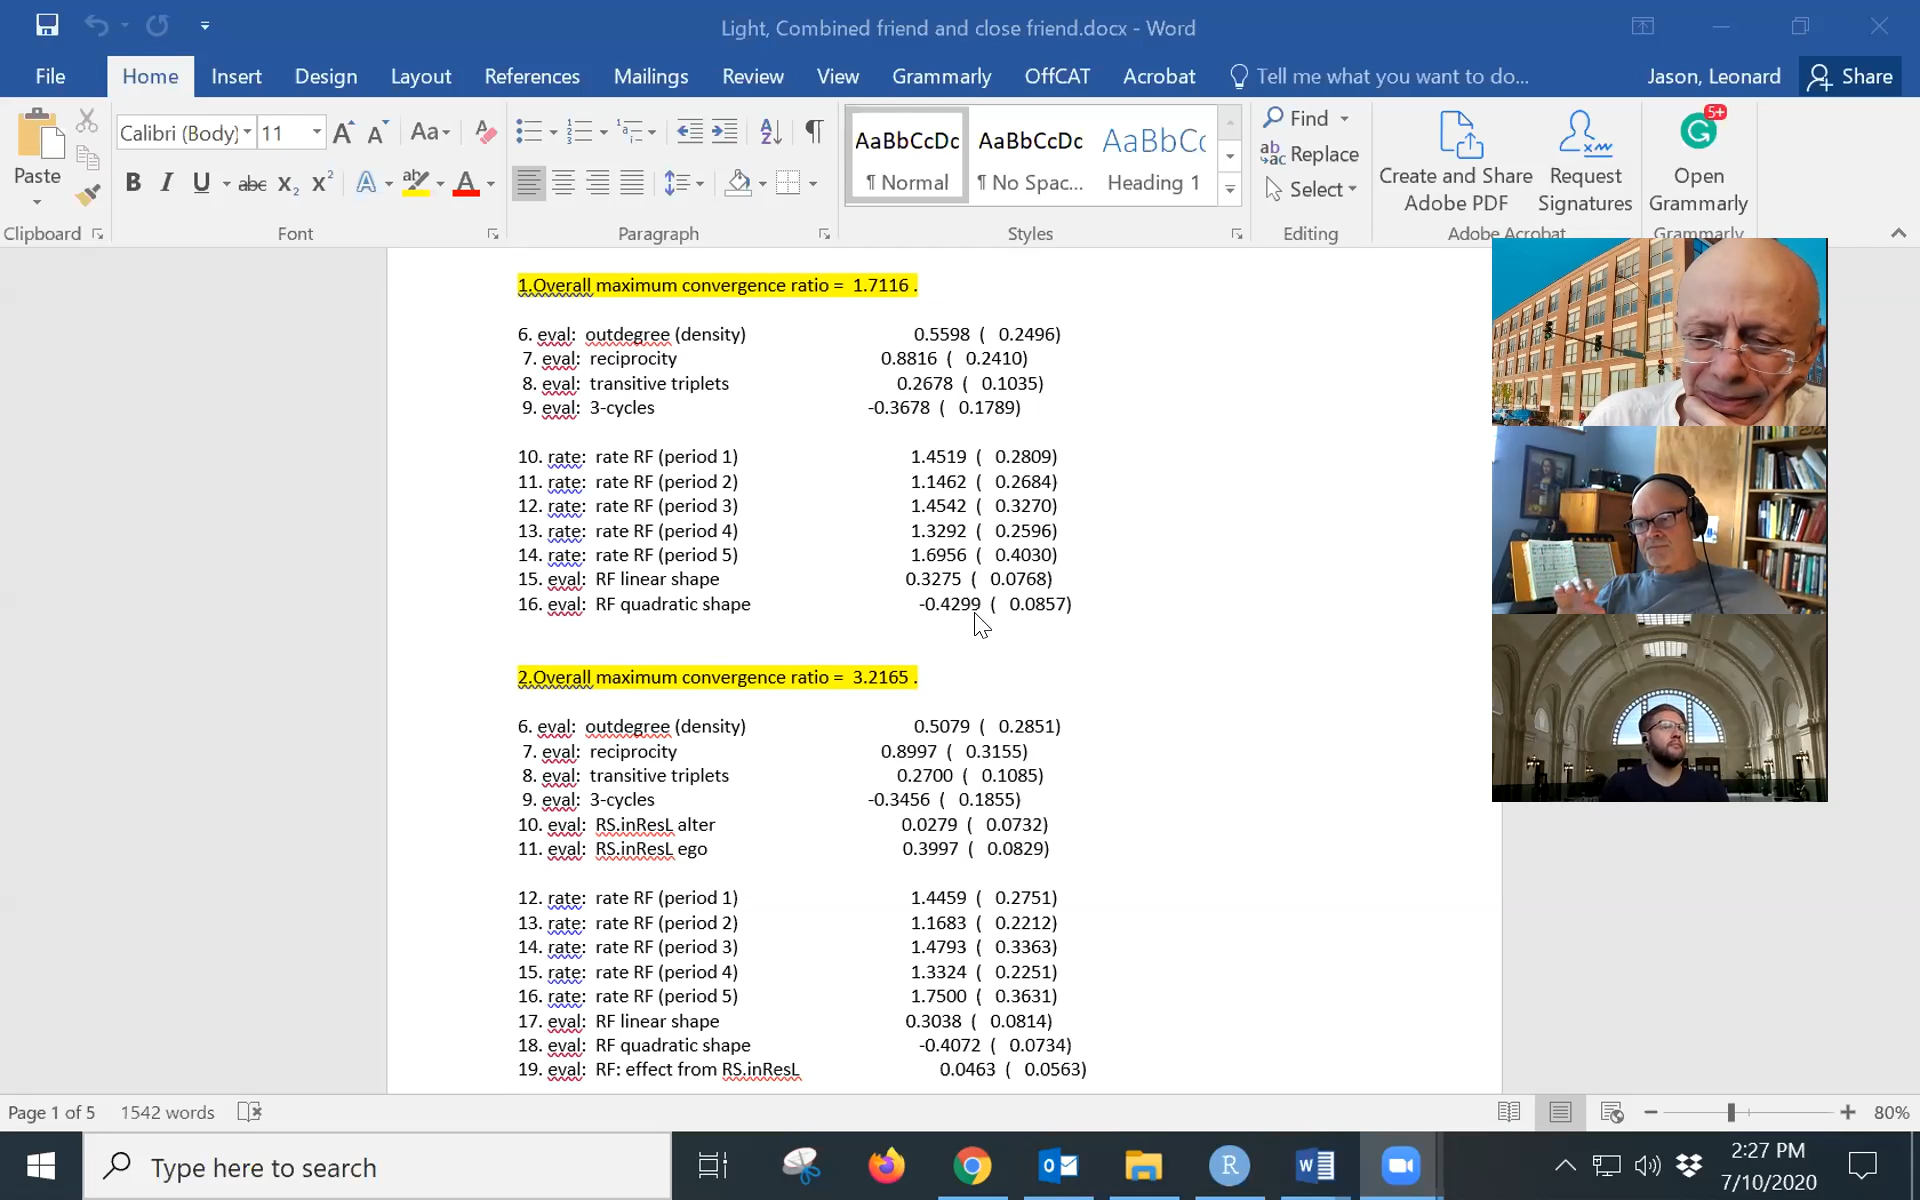 Light, Combined friend and close friend.docx - Word
File Home Insert Design Layout References Mailings Review View Grammarly OffCAT Acrobat Tell me what you want to do... Jason, Leonard Share
Calibri (Body) 11 Aa AaBbCcDc AaBbCcDc AaBbCc Find
Replace
Paste B I U abc X₂ X² A ab A ¶ Normal ¶ No Spac... Heading 1 Select
Create and Share Adobe PDF
Request Signatures
Open Grammarly
5+
Clipboard Font Paragraph Styles Editing Adobe Acrobat Grammarly
1.Overall maximum convergence ratio = 1.7116 .
6. eval: outdegree (density) 0.5598 ( 0.2496)
7. eval: reciprocity 0.8816 ( 0.2410)
8. eval: transitive triplets 0.2678 ( 0.1035)
9. eval: 3-cycles -0.3678 ( 0.1789)
10. rate: rate RF (period 1) 1.4519 ( 0.2809)
11. rate: rate RF (period 2) 1.1462 ( 0.2684)
12. rate: rate RF (period 3) 1.4542 ( 0.3270)
13. rate: rate RF (period 4) 1.3292 ( 0.2596)
14. rate: rate RF (period 5) 1.6956 ( 0.4030)
15. eval: RF linear shape 0.3275 ( 0.0768)
16. eval: RF quadratic shape -0.4299 ( 0.0857)
2.Overall maximum convergence ratio = 3.2165 .
6. eval: outdegree (density) 0.5079 ( 0.2851)
7. eval: reciprocity 0.8997 ( 0.3155)
8. eval: transitive triplets 0.2700 ( 0.1085)
9. eval: 3-cycles -0.3456 ( 0.1855)
10. eval: RS.inResL alter 0.0279 ( 0.0732)
11. eval: RS.inResL ego 0.3997 ( 0.0829)
12. rate: rate RF (period 1) 1.4459 ( 0.2751)
13. rate: rate RF (period 2) 1.1683 ( 0.2212)
14. rate: rate RF (period 3) 1.4793 ( 0.3363)
15. rate: rate RF (period 4) 1.3324 ( 0.2251)
16. rate: rate RF (period 5) 1.7500 ( 0.3631)
17. eval: RF linear shape 0.3038 ( 0.0814)
18. eval: RF quadratic shape -0.4072 ( 0.0734)
19. eval: RF: effect from RS.inResL 0.0463 ( 0.0563)
Page 1 of 5 1542 words 80%
Type here to search
2:27 PM
7/10/2020